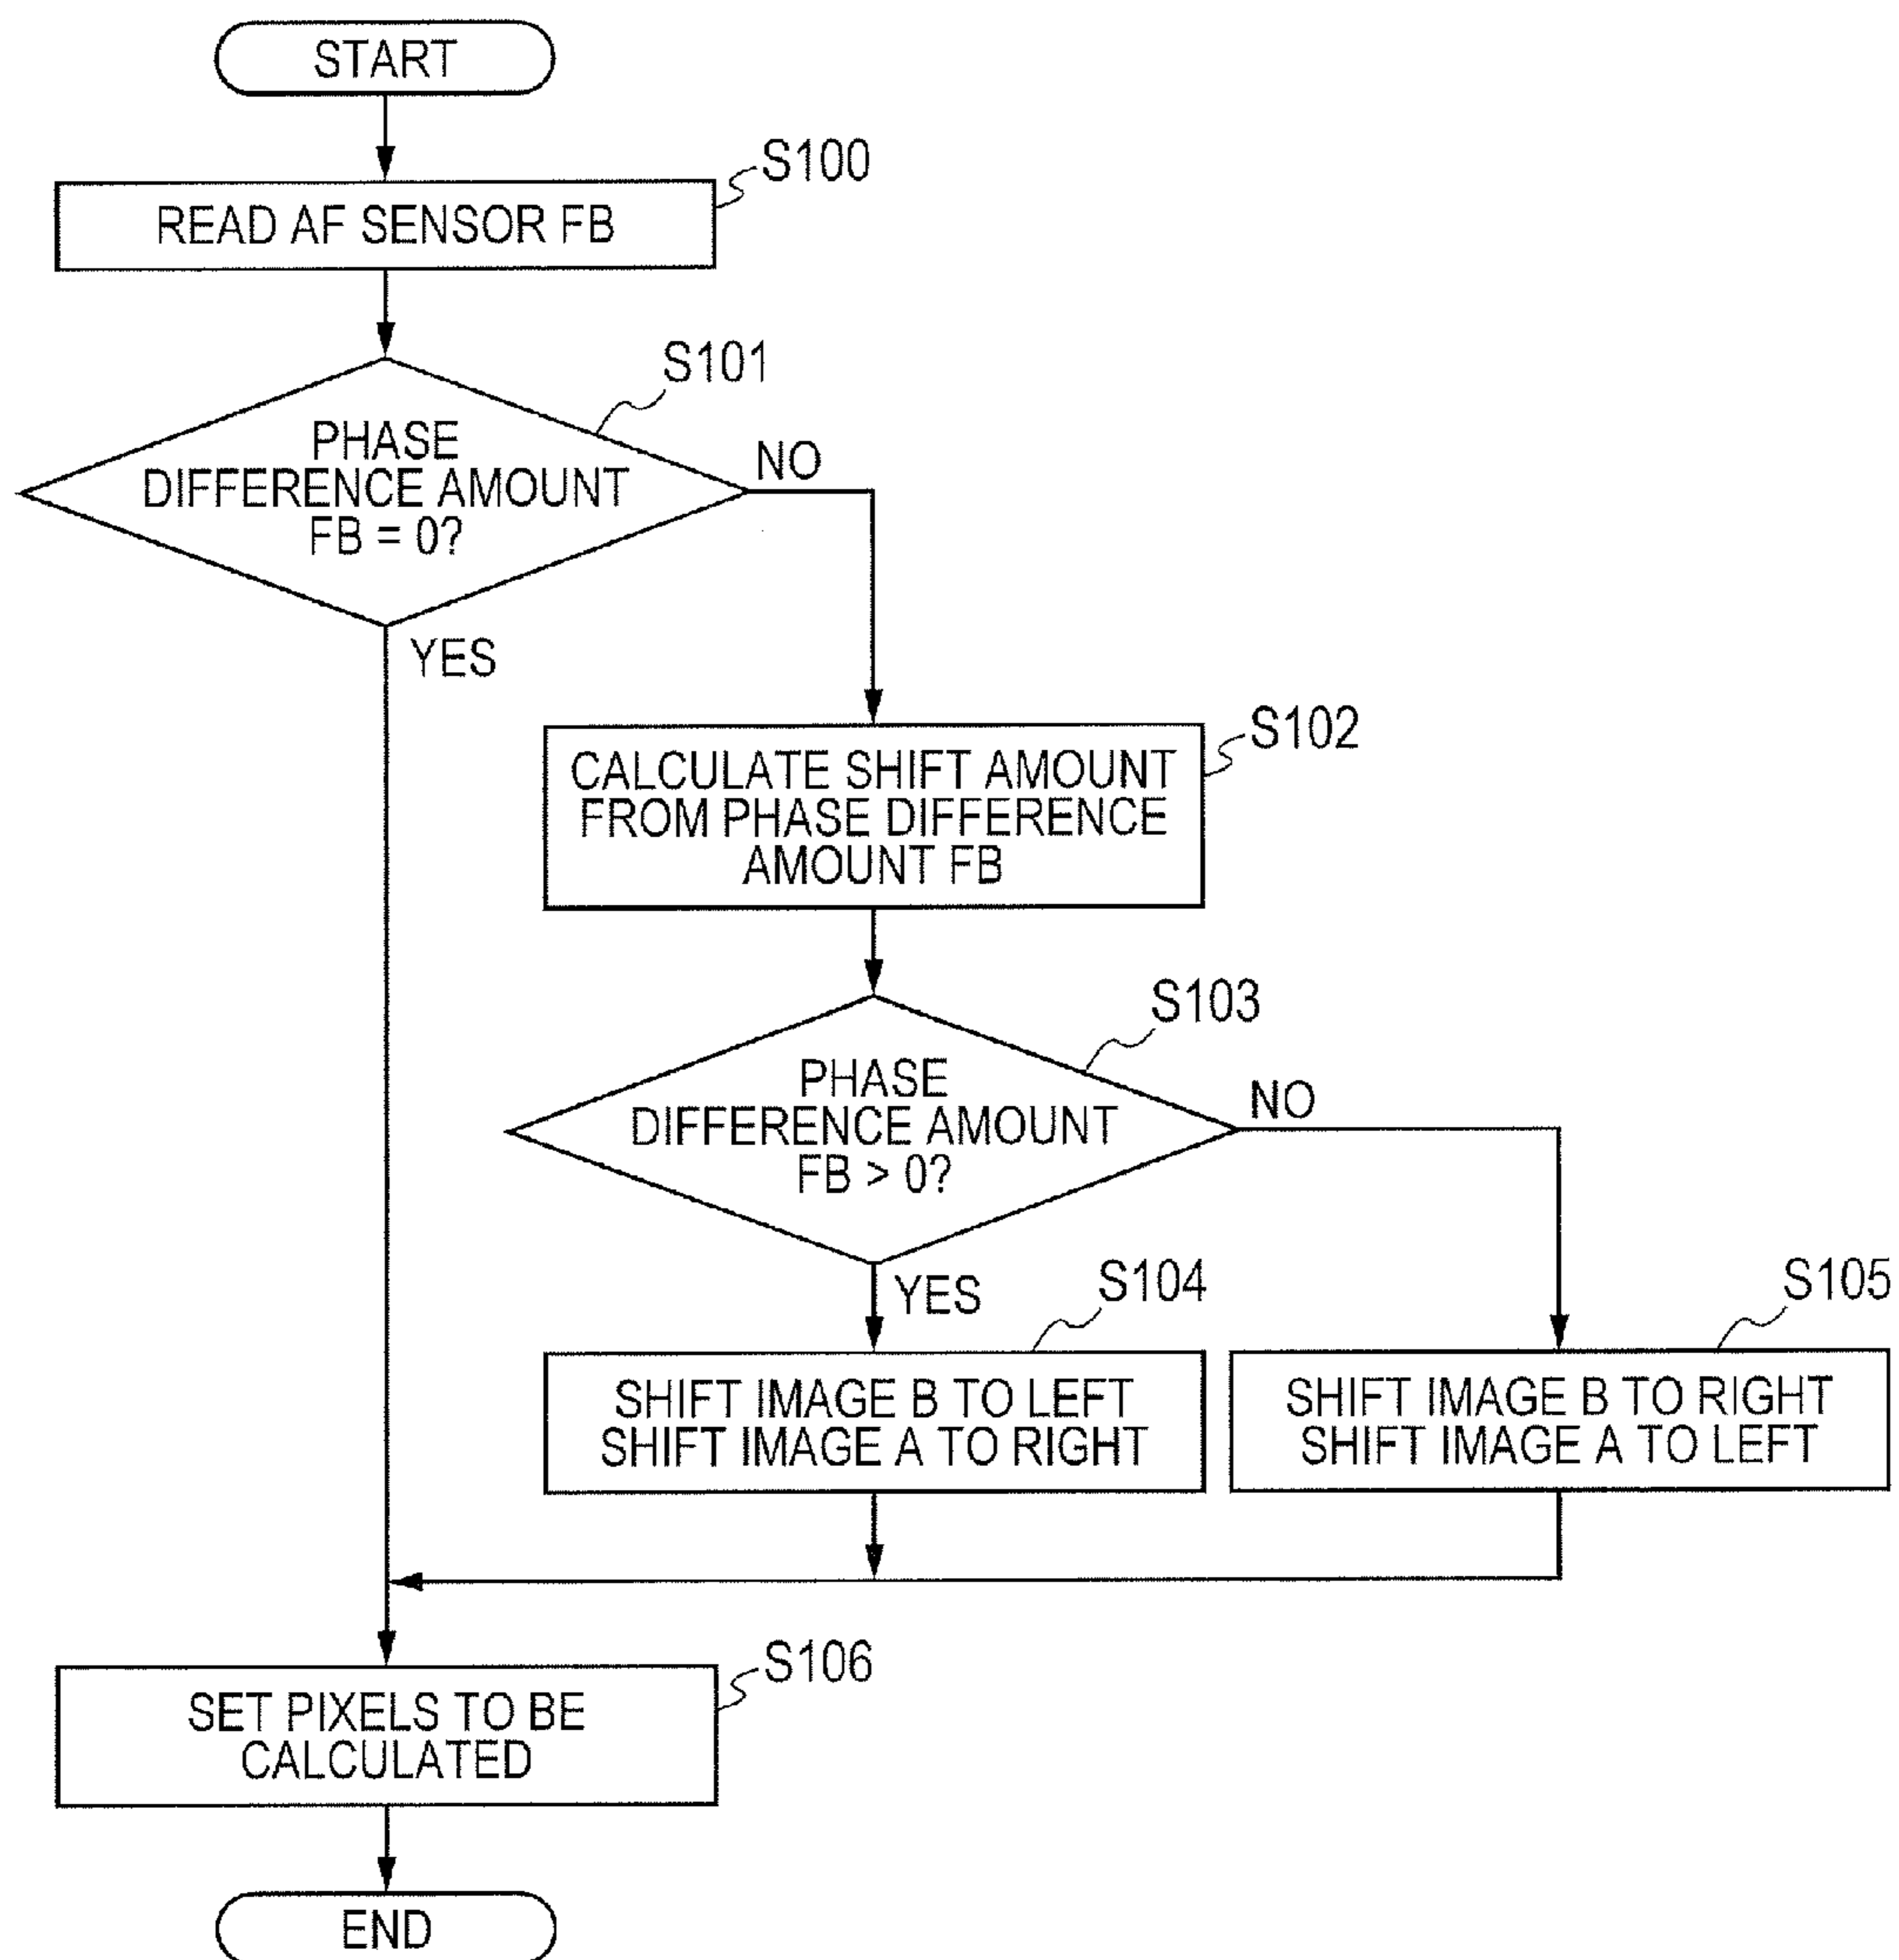 START
S100
READ AF SENSOR FB
S101
PHASE
DIFFERENCE AMOUNT
FB = 0?
NO
YES
S102
CALCULATE SHIFT AMOUNT
FROM PHASE DIFFERENCE
AMOUNT FB
S103
PHASE
DIFFERENCE AMOUNT
FB > 0?
NO
YES
S104
S105
SHIFT IMAGE B TO LEFT
SHIFT IMAGE A TO RIGHT
SHIFT IMAGE B TO RIGHT
SHIFT IMAGE A TO LEFT
S106
SET PIXELS TO BE
CALCULATED
END